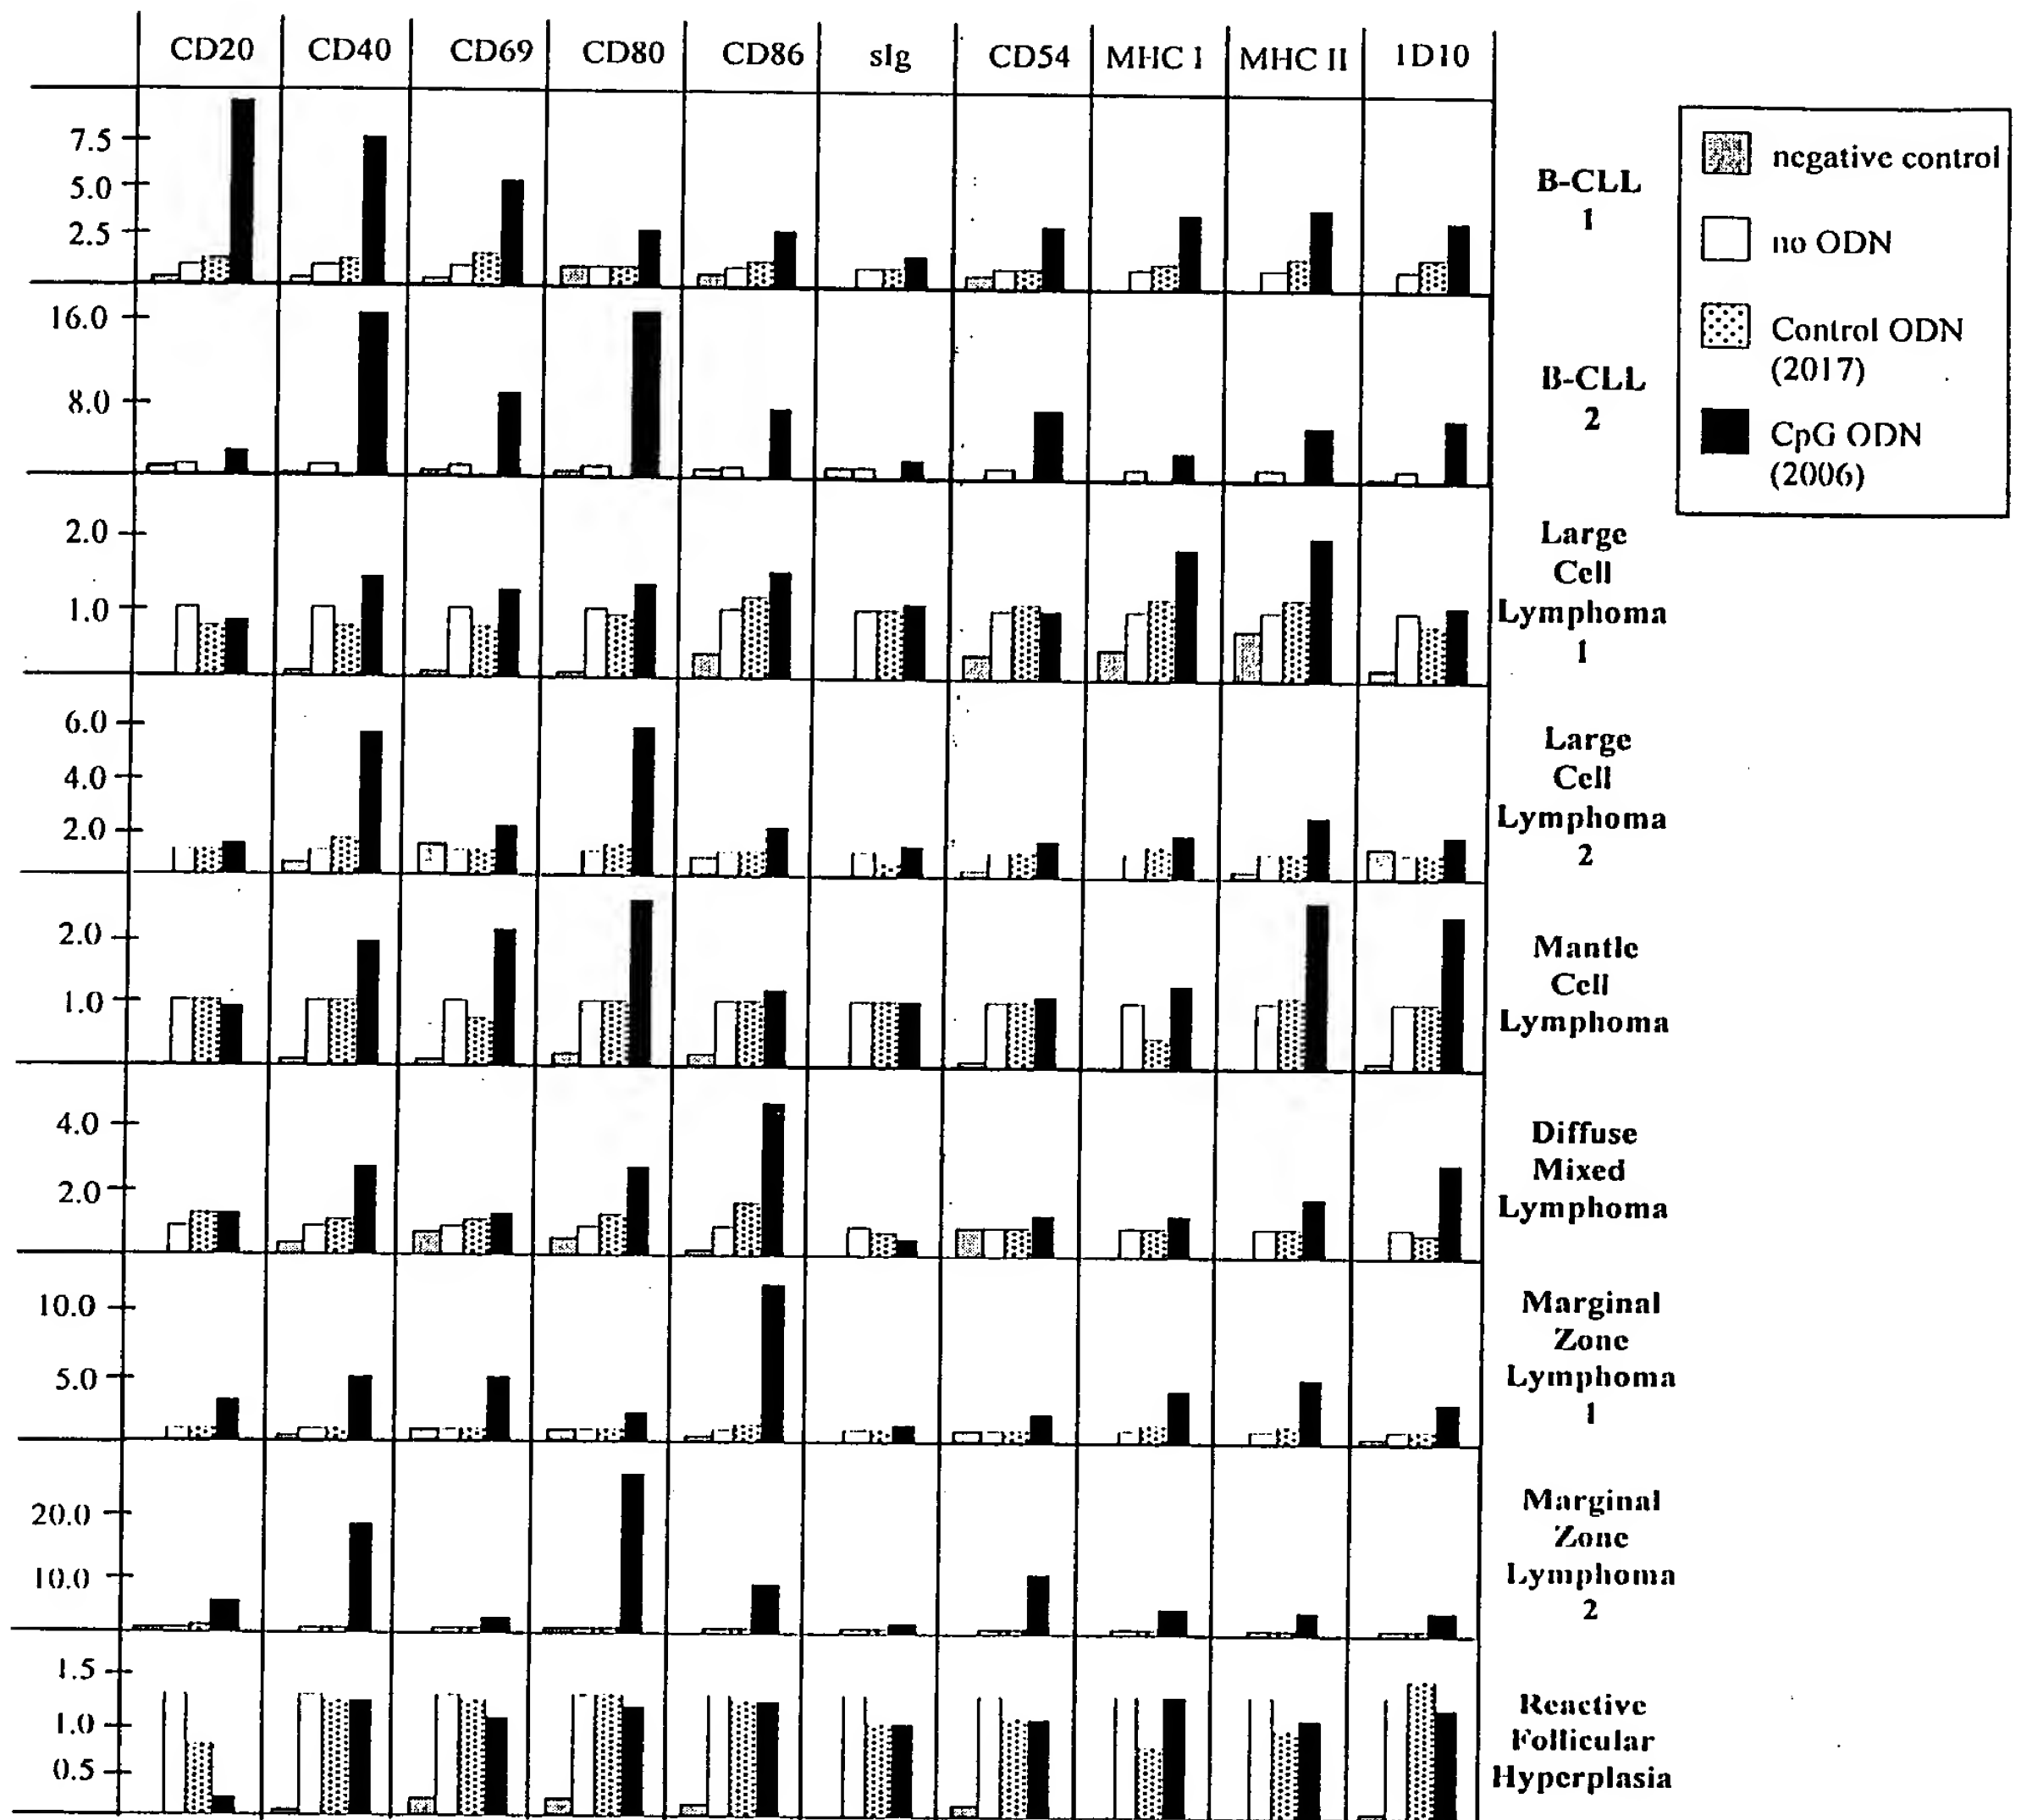 CD20 CD40 CD69 CD80 CD86 sIg CD54 MHC I MHC II 1D10
7.5
5.0
2.5
B-CLL
1
16.0
8.0
B-CLL
2
2.0
1.0
Large
Cell
Lymphoma
1
6.0
4.0
2.0
Large
Cell
Lymphoma
2
2.0
1.0
Mantle
Cell
Lymphoma
4.0
2.0
Diffuse
Mixed
Lymphoma
10.0
5.0
Marginal
Zone
Lymphoma
1
20.0
10.0
Marginal
Zone
Lymphoma
2
1.5
1.0
0.5
Reactive
Follicular
Hyperplasia
negative control
no ODN
Control ODN
(2017)
CpG ODN
(2006)